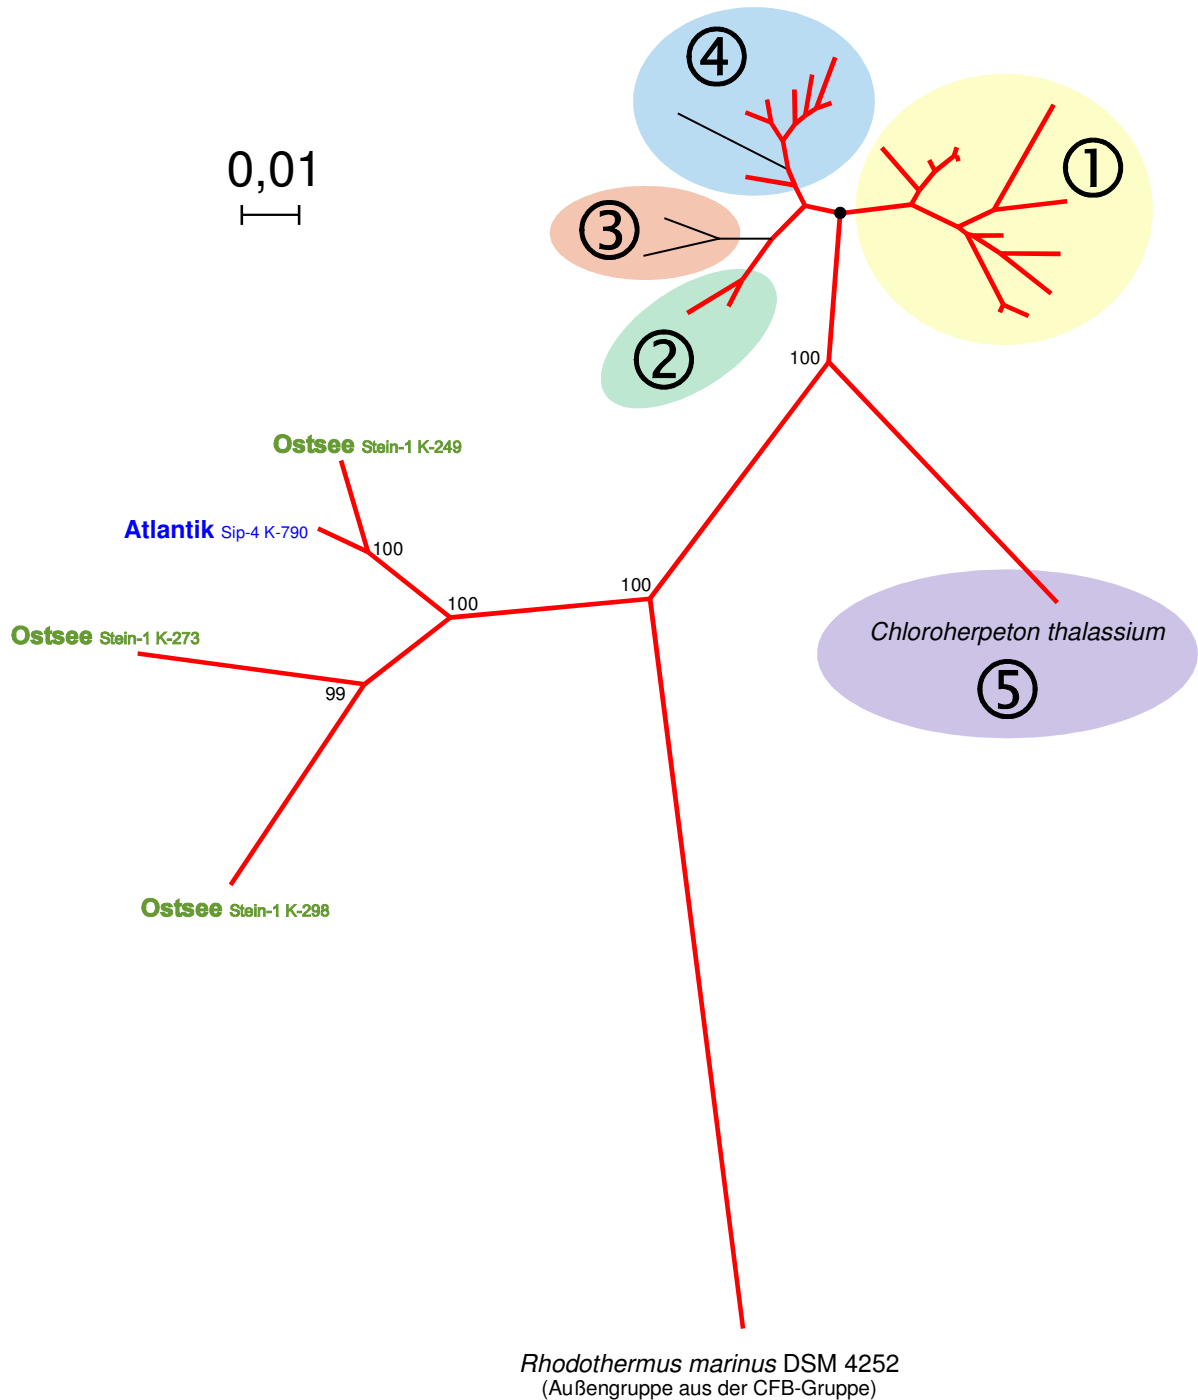 ④
0,01
①
③
②
100
Ostsee Stein-1 K-249
Atlantik Sip-4 K-790
100
100
100
Ostsee Stein-1 K-273
Chloroherpeton thalassium
⑤
99
Ostsee Stein-1 K-298
Rhodothermus marinus DSM 4252
(Außengruppe aus der CFB-Gruppe)